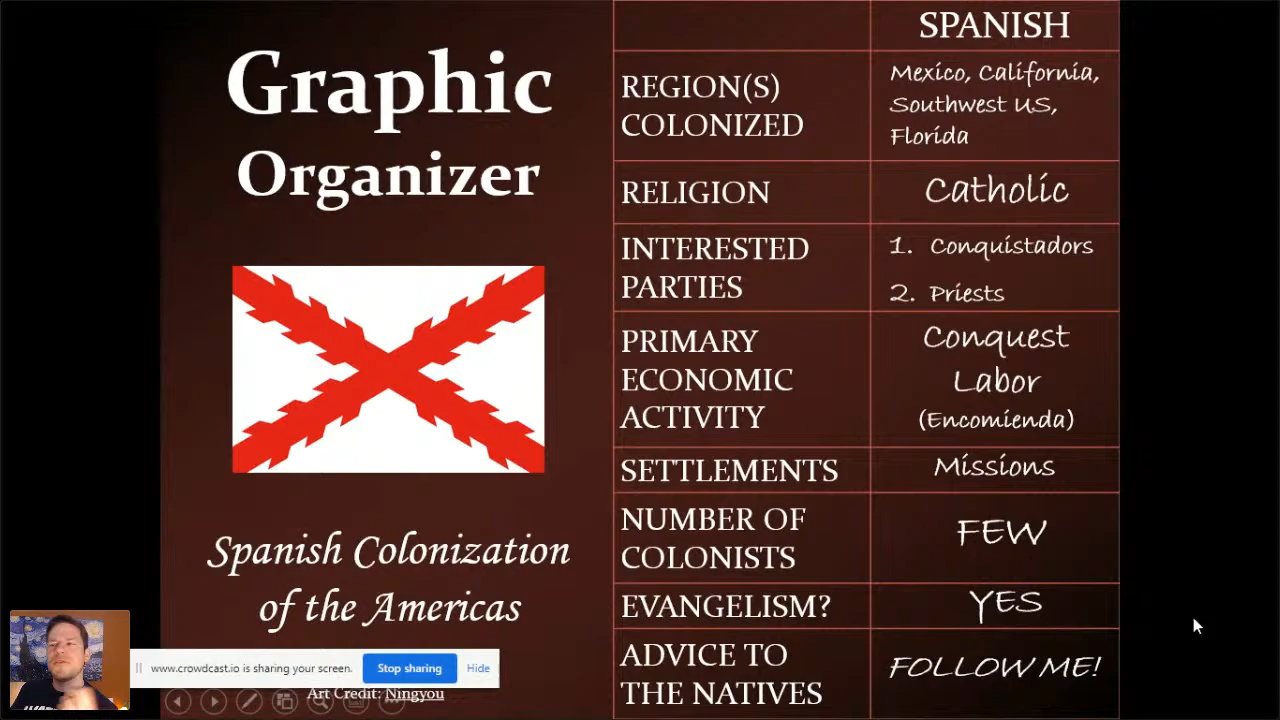 Graphic
Organizer
Spanish Colonization
of the Americas
www.crowdcast.io is sharing your screen.
Stop sharing
Hide
Art Credit: Ningyou
SPANISH
REGION(S)
COLONIZED
Mexico, California,
Southwest US,
Florida
RELIGION
Catholic
INTERESTED
PARTIES
1. Conquistadors
2. Priests
PRIMARY
ECONOMIC
ACTIVITY
Conquest
Labor
(Encomienda)
SETTLEMENTS
Missions
NUMBER OF
COLONISTS
FEW
EVANGELISM?
YES
ADVICE TO
THE NATIVES
FOLLOW ME!